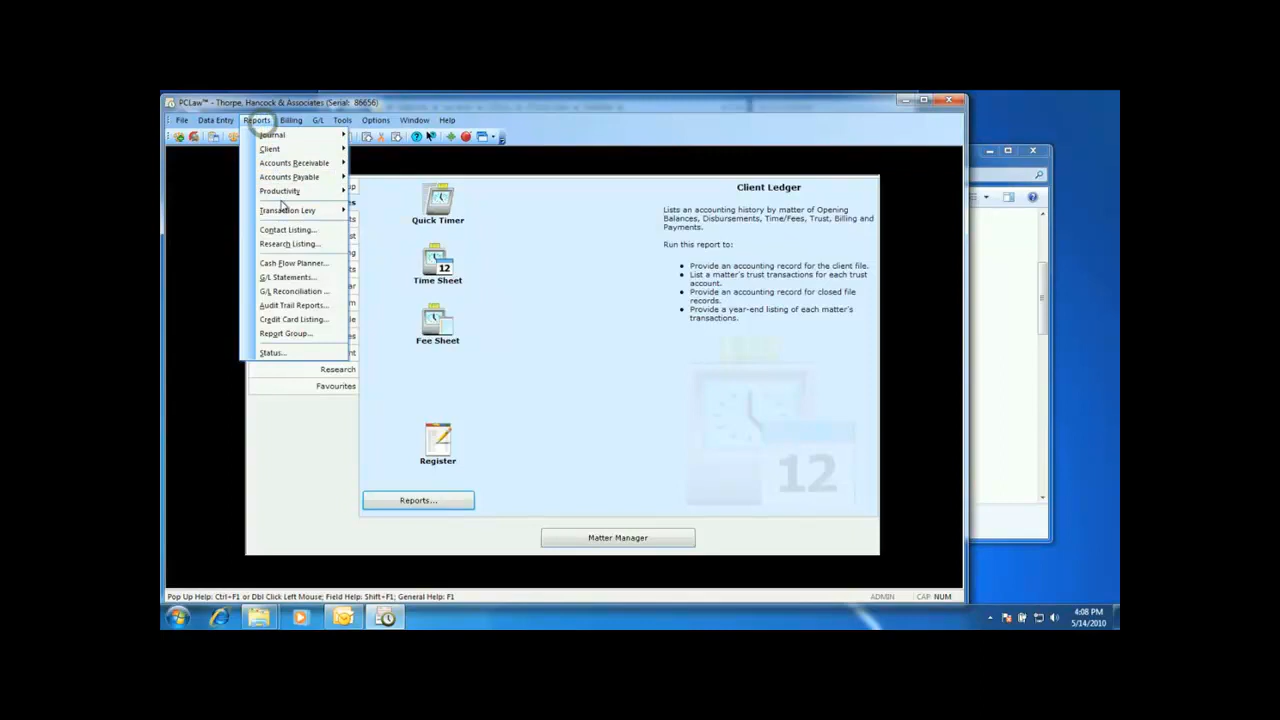 PCLaw™ - Thorpe, Hancock & Associates (Serial: 86656)
File Data Entry Reports Billing G/L Tools Options Window Help
Journal
Client
Accounts Receivable
Accounts Payable
Productivity
Transaction Levy
Contact Listing...
Research Listing...
Cash Flow Planner...
G/L Statements...
G/L Reconciliation ...
Audit Trail Reports...
Credit Card Listing...
Report Group...
Status...
Research
Favourites
Quick Timer
12
Time Sheet
Fee Sheet
Register
Reports...
Client Ledger
Lists an accounting history by matter of Opening
Balances, Disbursements, Time/Fees, Trust, Billing and
Payments.
Run this report to:
Provide an accounting record for the client file.
List a matter's trust transactions for each trust
account.
Provide an accounting record for closed file
records.
Provide a year-end listing of each matter's
transactions.
12
Matter Manager
Pop Up Help: Ctrl+F1 or Dbl Click Left Mouse; Field Help: Shift+F1; General Help: F1
ADMIN CAP NUM
4:08 PM
5/14/2010